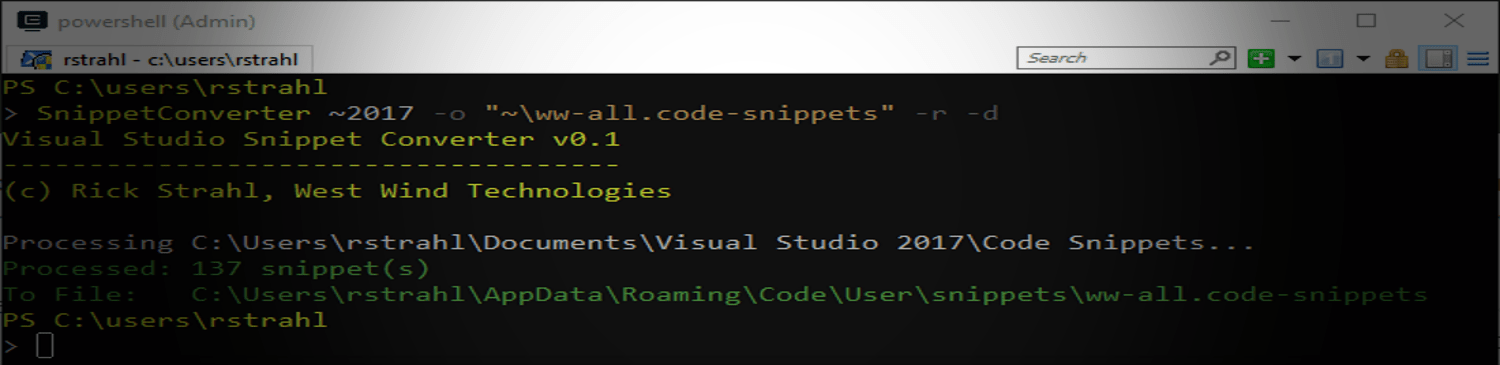 powershell (Admin)
rstrahl - c:\users\rstrahl
Search
PS C:\users\rstrahl
> SnippetConverter ~2017 -o "~\ww-all.code-snippets" -r -d
Visual Studio Snippet Converter v0.1
-------------------------------------
(c) Rick Strahl, West Wind Technologies
Processing C:\Users\rstrahl\Documents\Visual Studio 2017\Code Snippets...
Processed: 137 snippet(s)
To File:   C:\Users\rstrahl\AppData\Roaming\Code\User\snippets\ww-all.code-snippets
PS C:\users\rstrahl
>